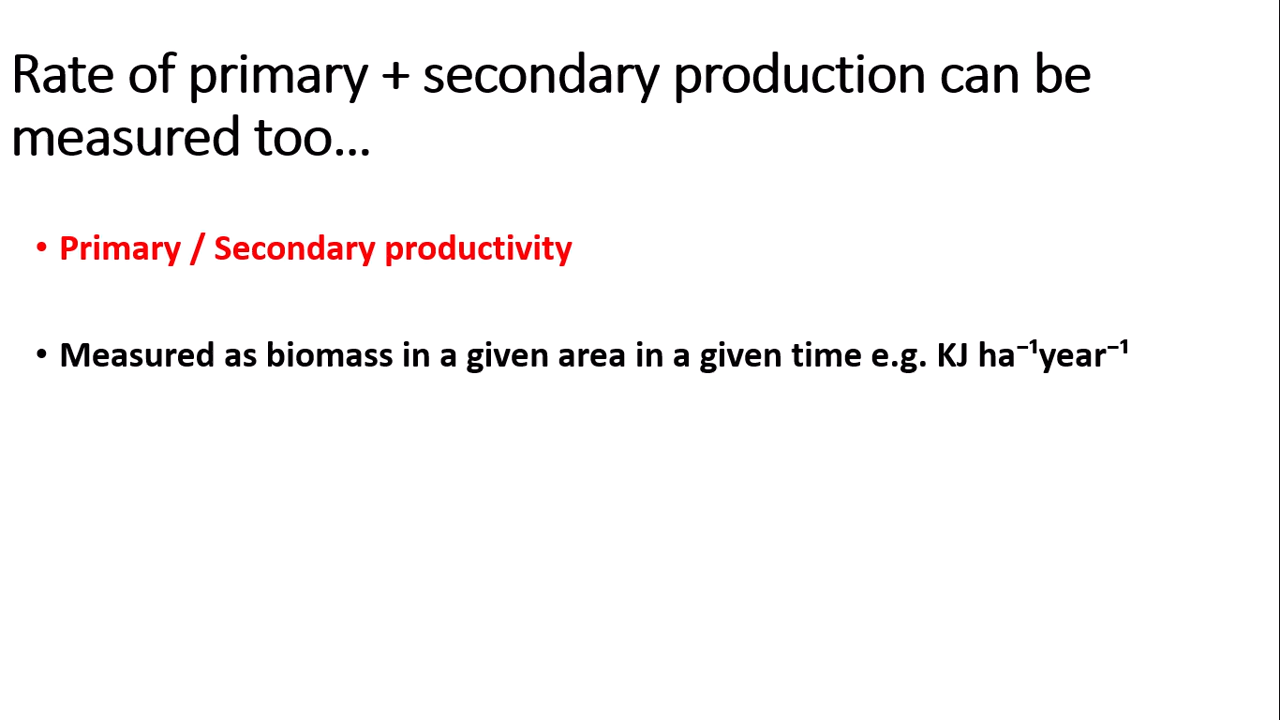 Rate of primary + secondary production can be
measured too...
• Primary / Secondary productivity
• Measured as biomass in a given area in a given time e.g. KJ ha⁻¹year⁻¹